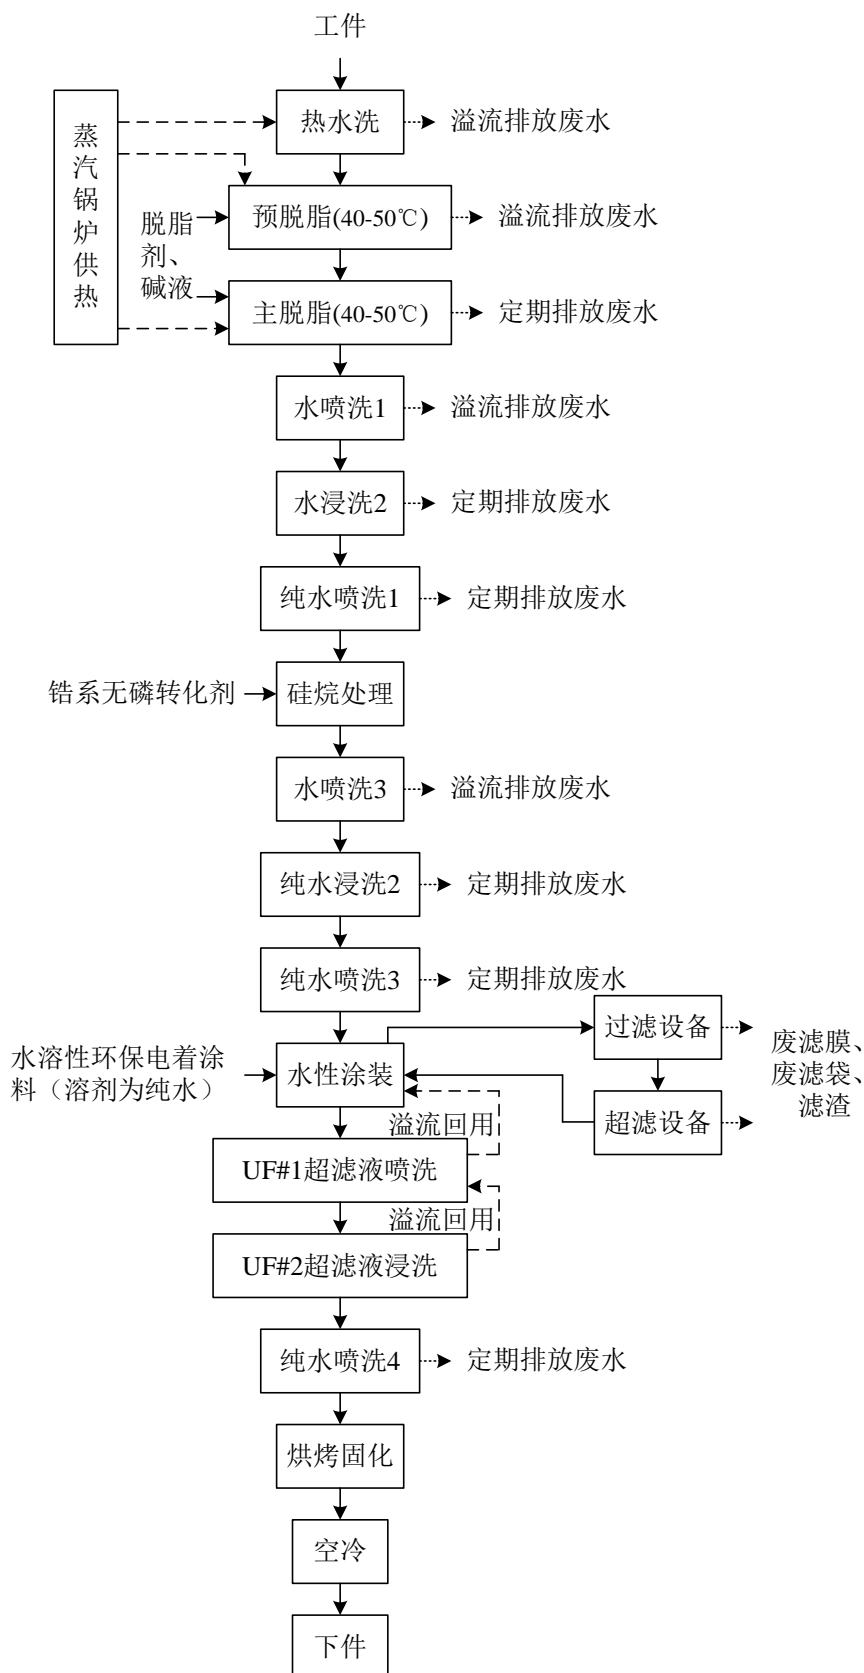 工件
蒸汽锅炉供热
热水洗
溢流排放废水
脱脂
剂、
碱液
预脱脂(40-50℃)
溢流排放废水
主脱脂(40-50℃)
定期排放废水
水喷洗1
溢流排放废水
水浸洗2
定期排放废水
纯水喷洗1
定期排放废水
锆系无磷转化剂
硅烷处理
水喷洗3
溢流排放废水
纯水浸洗2
定期排放废水
纯水喷洗3
定期排放废水
过滤设备
废滤膜、
废滤袋、
滤渣
水溶性环保电着涂
料（溶剂为纯水）
水性涂装
超滤设备
溢流回用
UF#1超滤液喷洗
溢流回用
UF#2超滤液浸洗
纯水喷洗4
定期排放废水
烘烤固化
空冷
下件